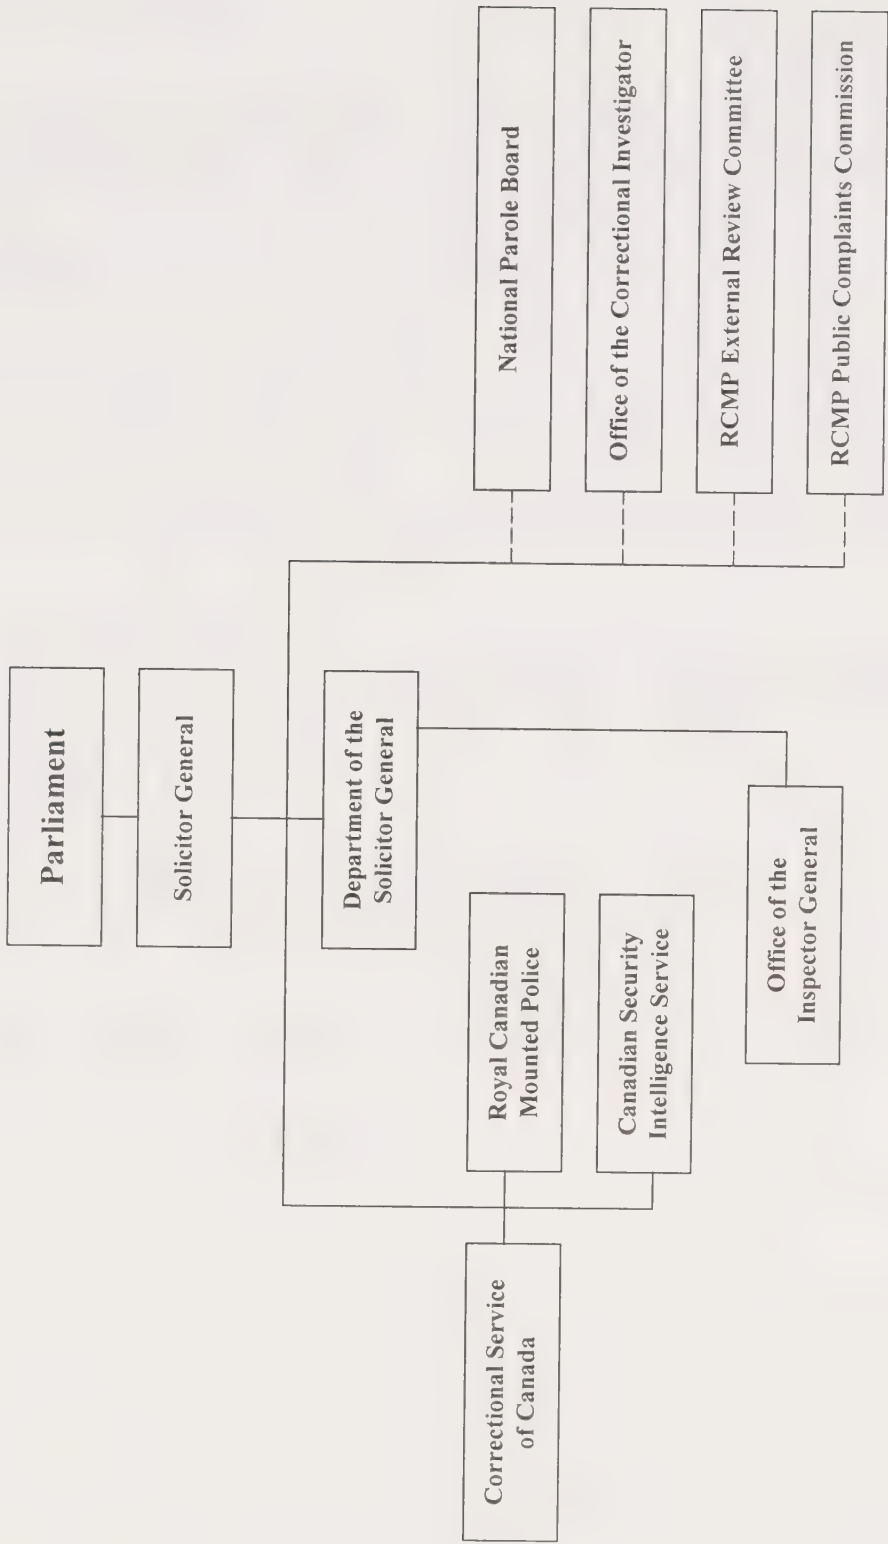 Parliament
Solicitor General
Department of the
Solicitor General
Correctional Service
of Canada
Royal Canadian
Mounted Police
Canadian Security
Intelligence Service
Office of the
Inspector General
National Parole Board
Office of the Correctional Investigator
RCMP External Review Committee
RCMP Public Complaints Commission